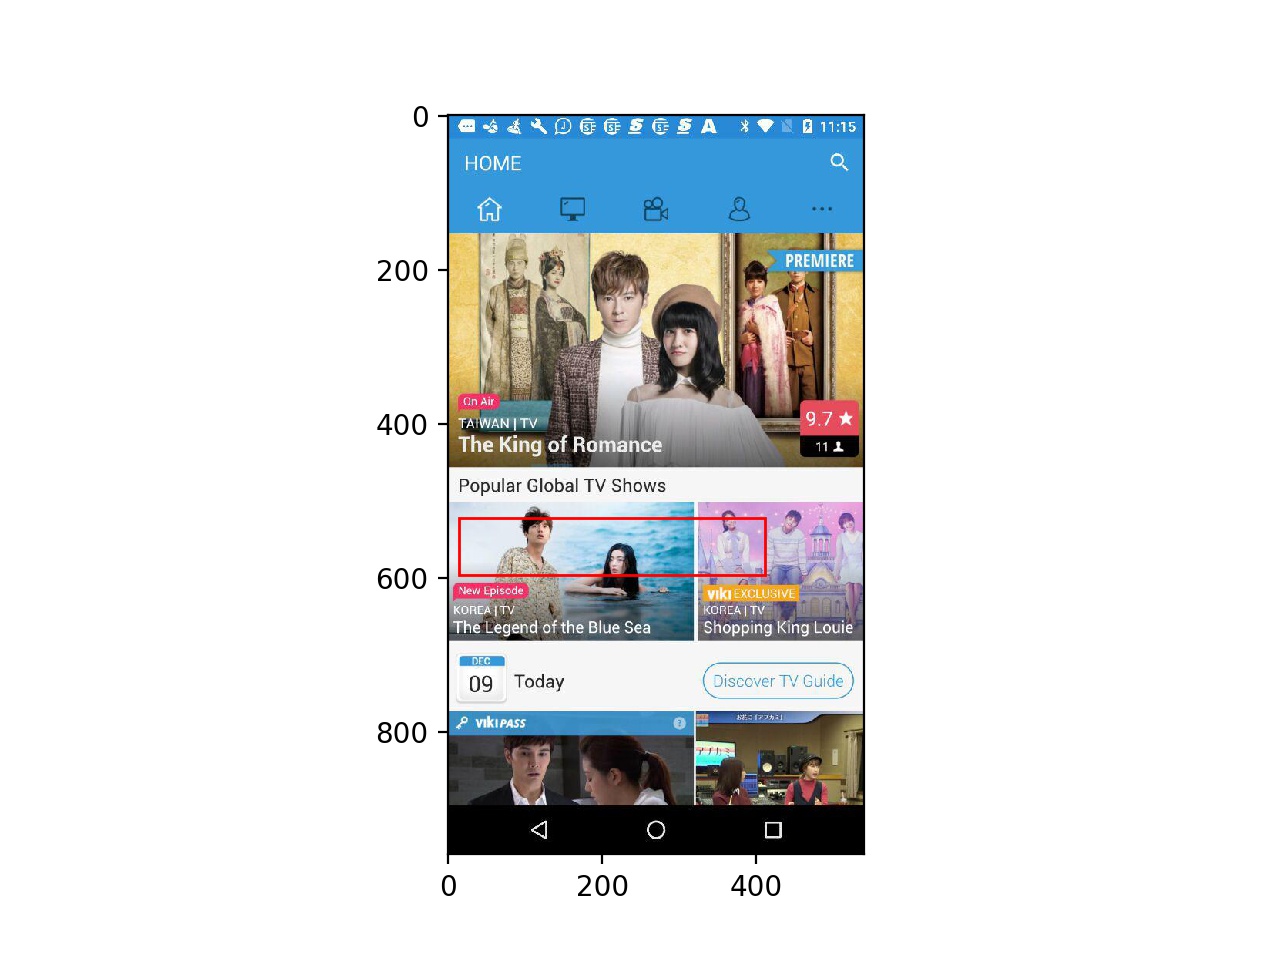 0
11:15
HOME
200
PREMIERE
On Air
TAIWAN | TV
The King of Romance
9.7
11
400
Popular Global TV Shows
600
New Episode
KOREA | TV
The Legend of the Blue Sea
VIKI EXCLUSIVE
KOREA | TV
Shopping King Louie
DEC
09
Today
Discover TV Guide
VIKI PASS
800
0
200
400